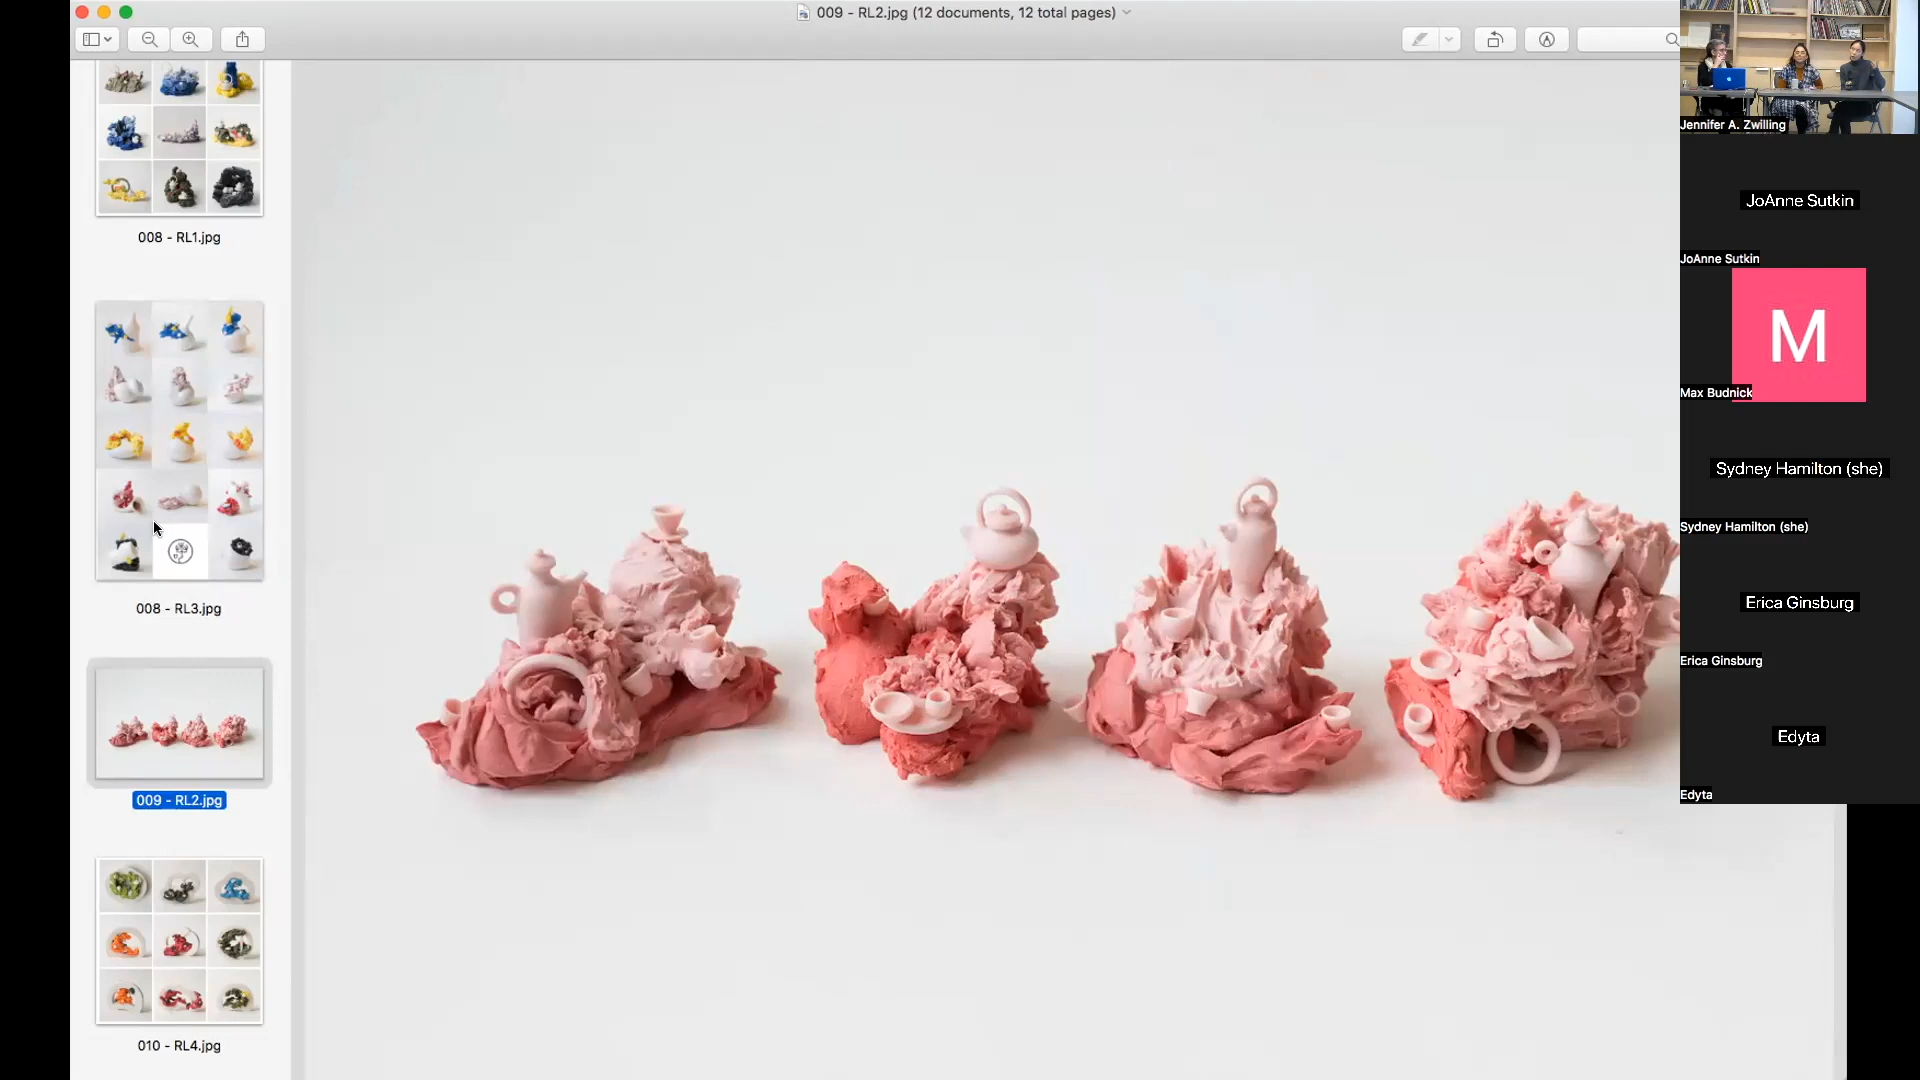 009 - RL2.jpg (12 documents, 12 total pages)
008 - RL1.jpg
008 - RL3.jpg
009 - RL2.jpg
010 - RL4.jpg
Jennifer A. Zwilling
JoAnne Sutkin
JoAnne Sutkin
M
Max Budnick
Sydney Hamilton (she)
Sydney Hamilton (she)
Erica Ginsburg
Erica Ginsburg
Edyta
Edyta